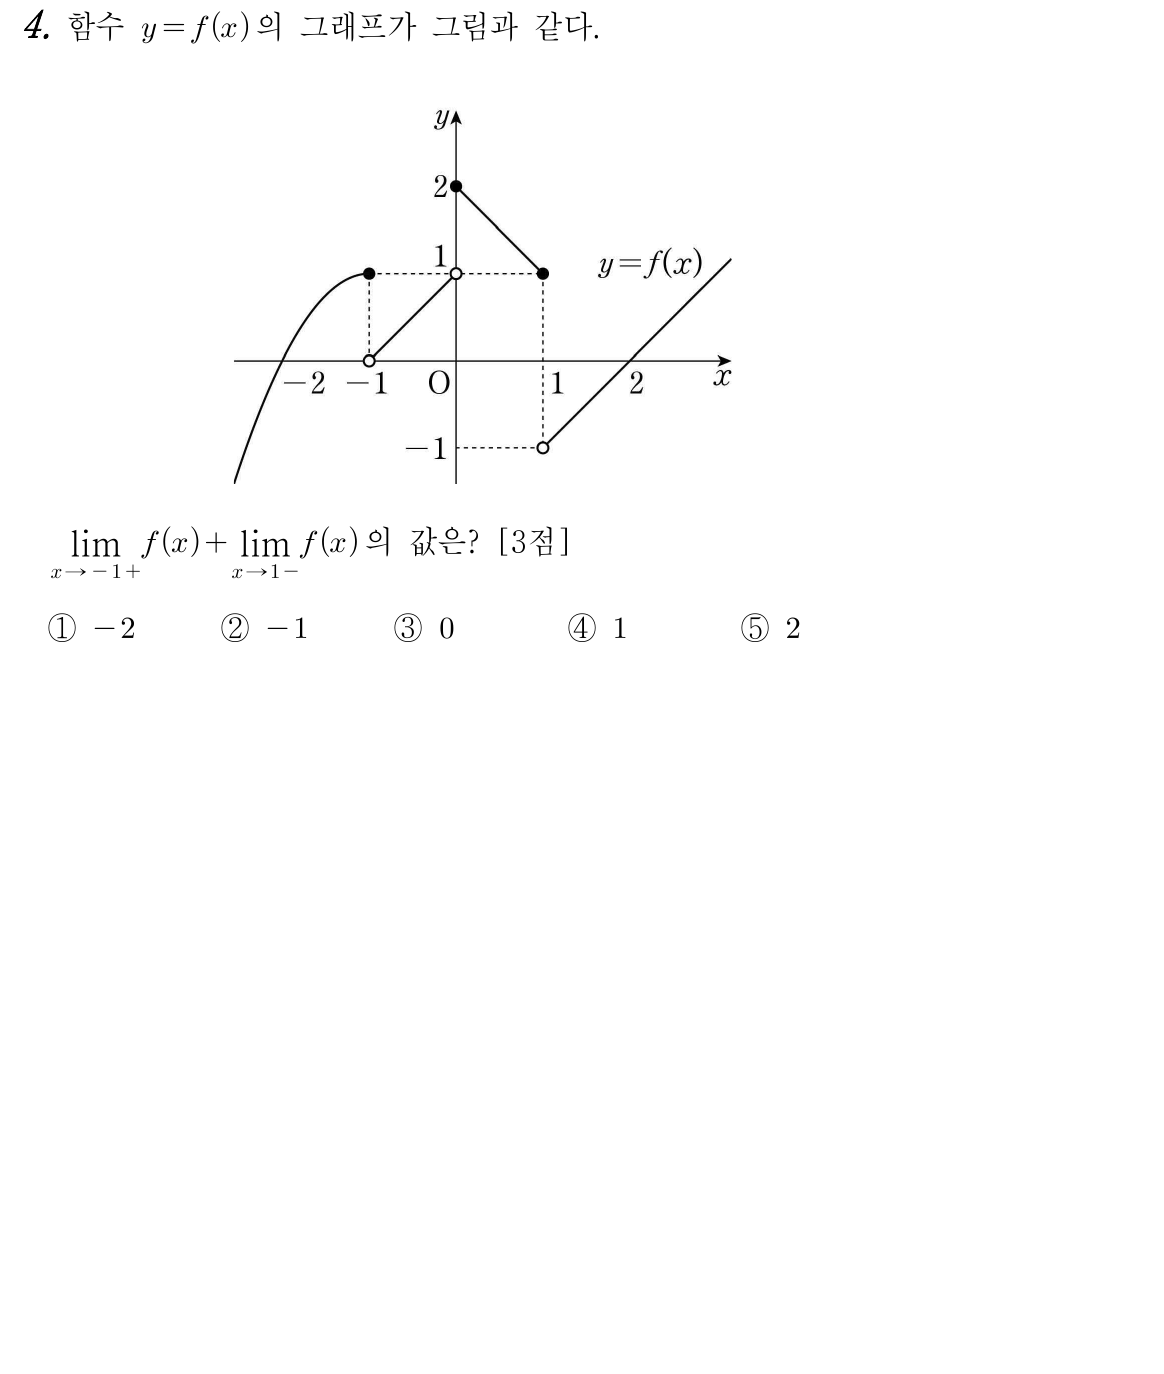 4. 함수 y=f(x)의 그래프가 그림과 같다.
y
2
1
y=f(x)
-2 -1 O 1 2 x
-1
lim f(x)+ lim f(x)의 값은? [3점]
x→-1+ x→1-
① -2 ② -1 ③ 0 ④ 1 ⑤ 2